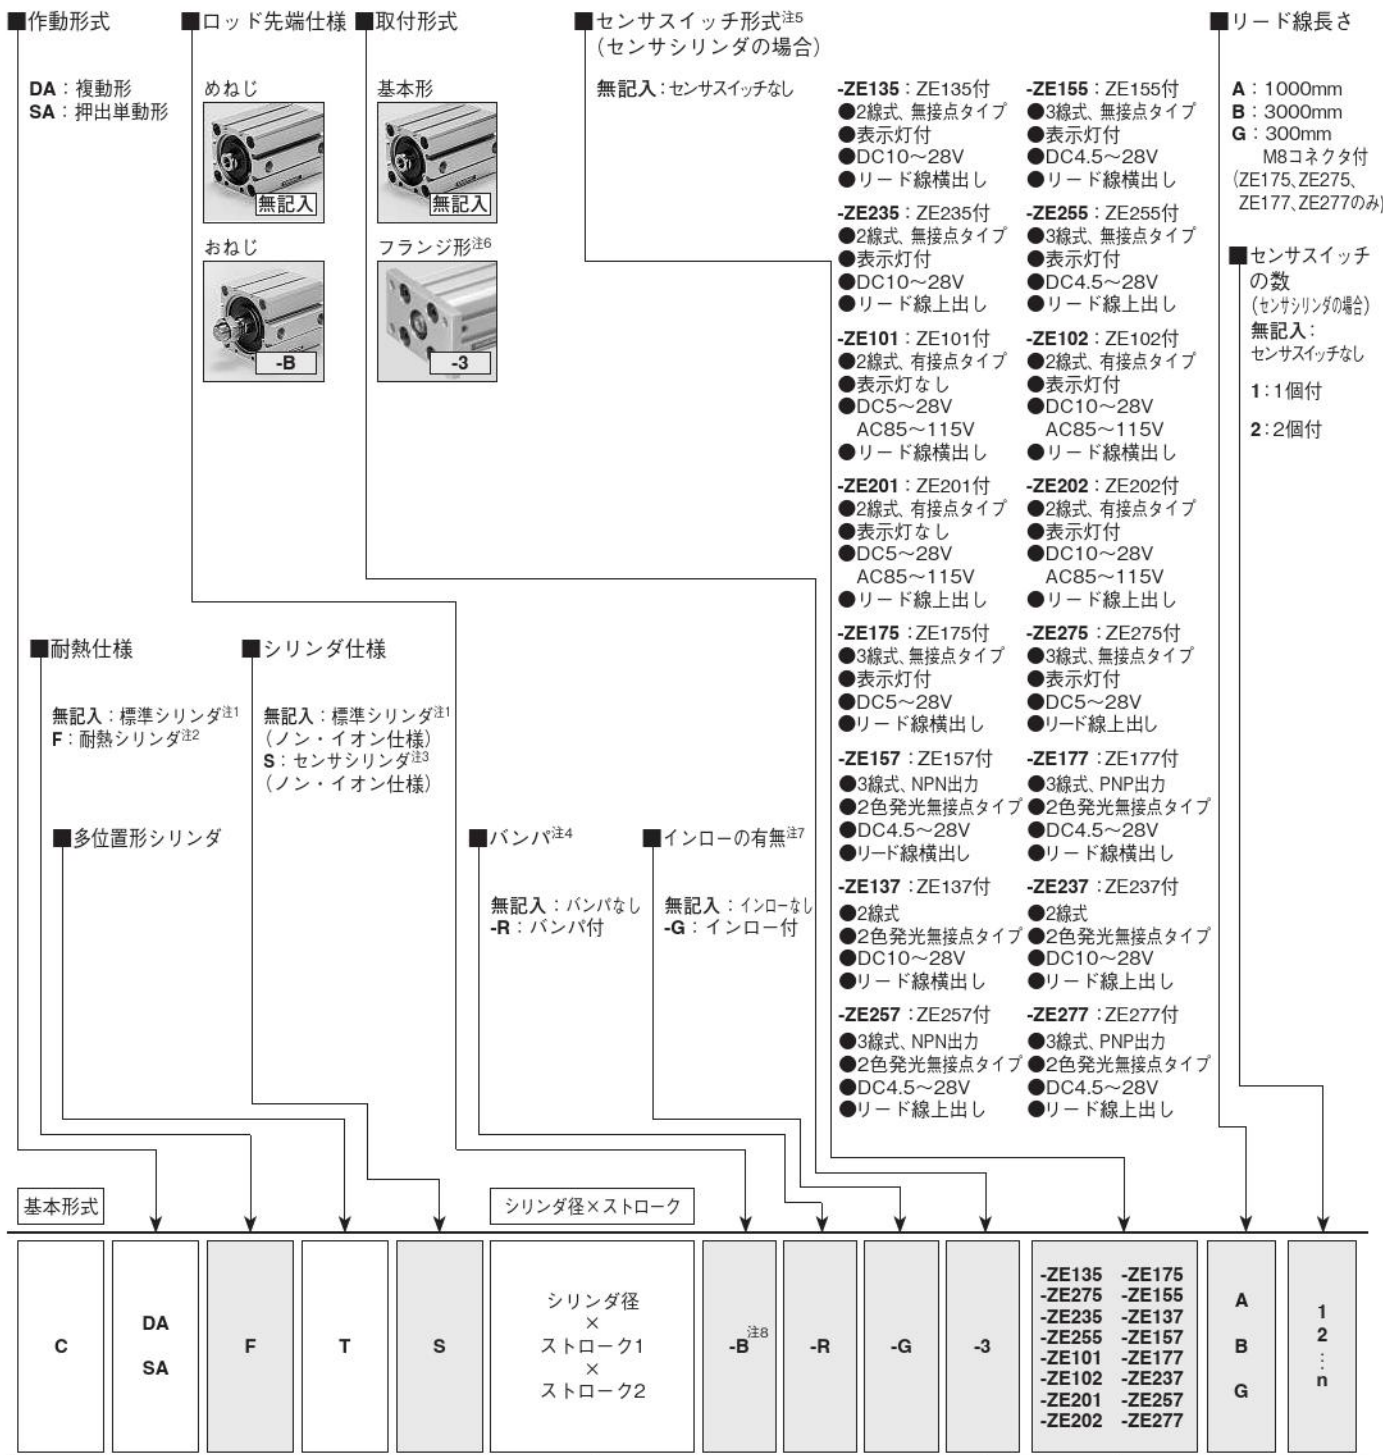 ■作動形式
DA：複動形
SA：押出単動形
■ロッド先端仕様
めねじ
無記入
おねじ
-B
■取付形式
基本形
無記入
フランジ形注6
-3
■センサスイッチ形式注5
（センサシリンダの場合）
無記入：センサスイッチなし
-ZE135：ZE135付
●2線式、無接点タイプ
●表示灯付
●DC10～28V
●リード線横出し
-ZE155：ZE155付
●3線式、無接点タイプ
●表示灯付
●DC4.5～28V
●リード線横出し
-ZE235：ZE235付
●2線式、無接点タイプ
●表示灯付
●DC10～28V
●リード線上出し
-ZE255：ZE255付
●3線式、無接点タイプ
●表示灯付
●DC4.5～28V
●リード線上出し
-ZE101：ZE101付
●2線式、有接点タイプ
●表示灯なし
●DC5～28V
AC85～115V
●リード線横出し
-ZE102：ZE102付
●2線式、有接点タイプ
●表示灯付
●DC10～28V
AC85～115V
●リード線横出し
-ZE201：ZE201付
●2線式、有接点タイプ
●表示灯なし
●DC5～28V
AC85～115V
●リード線上出し
-ZE202：ZE202付
●2線式、有接点タイプ
●表示灯付
●DC10～28V
AC85～115V
●リード線上出し
-ZE175：ZE175付
●3線式、無接点タイプ
●表示灯付
●DC5～28V
●リード線横出し
-ZE275：ZE275付
●3線式、無接点タイプ
●表示灯付
●DC5～28V
●リード線上出し
-ZE157：ZE157付
●3線式、NPN出力
●2色発光無接点タイプ
●DC4.5～28V
●リード線横出し
-ZE177：ZE177付
●3線式、PNP出力
●2色発光無接点タイプ
●DC4.5～28V
●リード線横出し
-ZE137：ZE137付
●2線式
●2色発光無接点タイプ
●DC10～28V
●リード線横出し
-ZE237：ZE237付
●2線式
●2色発光無接点タイプ
●DC10～28V
●リード線上出し
-ZE257：ZE257付
●3線式、NPN出力
●2色発光無接点タイプ
●DC4.5～28V
●リード線上出し
-ZE277：ZE277付
●3線式、PNP出力
●2色発光無接点タイプ
●DC4.5～28V
●リード線上出し
■リード線長さ
A：1000mm
B：3000mm
G：300mm
M8コネクタ付
(ZE175、ZE275、
ZE177、ZE277のみ)
■センサスイッチ
の数
（センサシリンダの場合）
無記入：
センサスイッチなし
1：1個付
2：2個付
■耐熱仕様
無記入：標準シリンダ注1
F：耐熱シリンダ注2
■シリンダ仕様
無記入：標準シリンダ注1
（ノン・イオン仕様）
S：センサシリンダ注3
（ノン・イオン仕様）
■多位置形シリンダ
■バンパ注4
無記入：バンパなし
-R：バンパ付
■インローの有無注7
無記入：インローなし
-G：インロー付
基本形式
シリンダ径×ストローク
C
DA
SA
F
T
S
シリンダ径
×
ストローク1
×
ストローク2
-B注8
-R
-G
-3
-ZE135 -ZE175
-ZE275 -ZE155
-ZE235 -ZE137
-ZE255 -ZE157
-ZE101 -ZE177
-ZE102 -ZE237
-ZE201 -ZE257
-ZE202 -ZE277
A
B
G
1
2
⋮
n